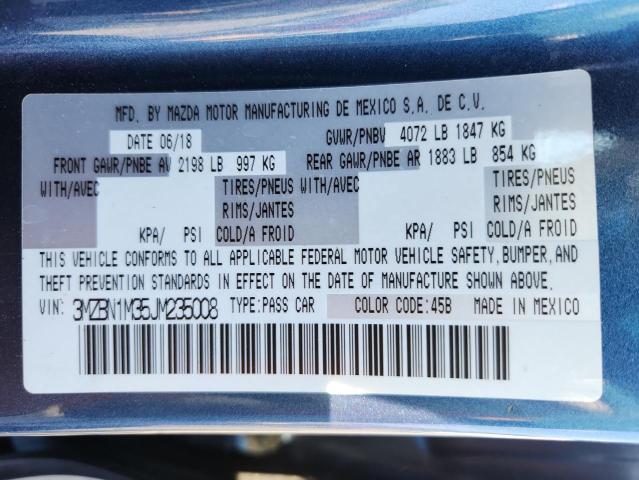 MFD. BY MAZDA MOTOR MANUFACTURING DE MEXICO S.A. DE C.V.
DATE 06/18 GVWR/PNBV 4072 LB 1847 KG
FRONT GAWR/PNBE AV 2198 LB 997 KG REAR GAWR/PNBE AR 1883 LB 854 KG
WITH/AVEC TIRES/PNEUS WITH/AVEC TIRES/PNEUS
RIMS/JANTES RIMS/JANTES
KPA/ PSI COLD/A FROID KPA/ PSI COLD/A FROID
THIS VEHICLE CONFORMS TO ALL APPLICABLE FEDERAL MOTOR VEHICLE SAFETY, BUMPER, AND
THEFT PREVENTION STANDARDS IN EFFECT ON THE DATE OF MANUFACTURE SHOWN ABOVE.
VIN: 3MZBN1M35JM235008 TYPE:PASS CAR COLOR CODE:45B MADE IN MEXICO